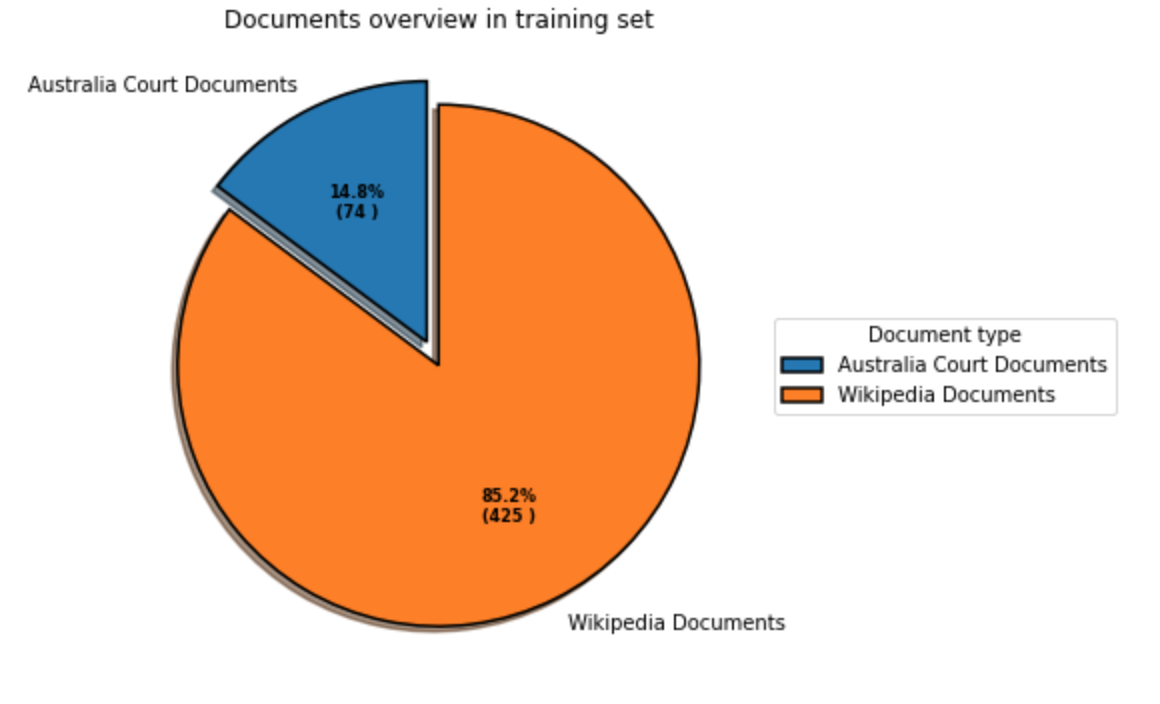 Documents overview in training set
Australia Court Documents
14.8%
(74 )
85.2%
(425 )
Wikipedia Documents
Document type
Australia Court Documents
Wikipedia Documents